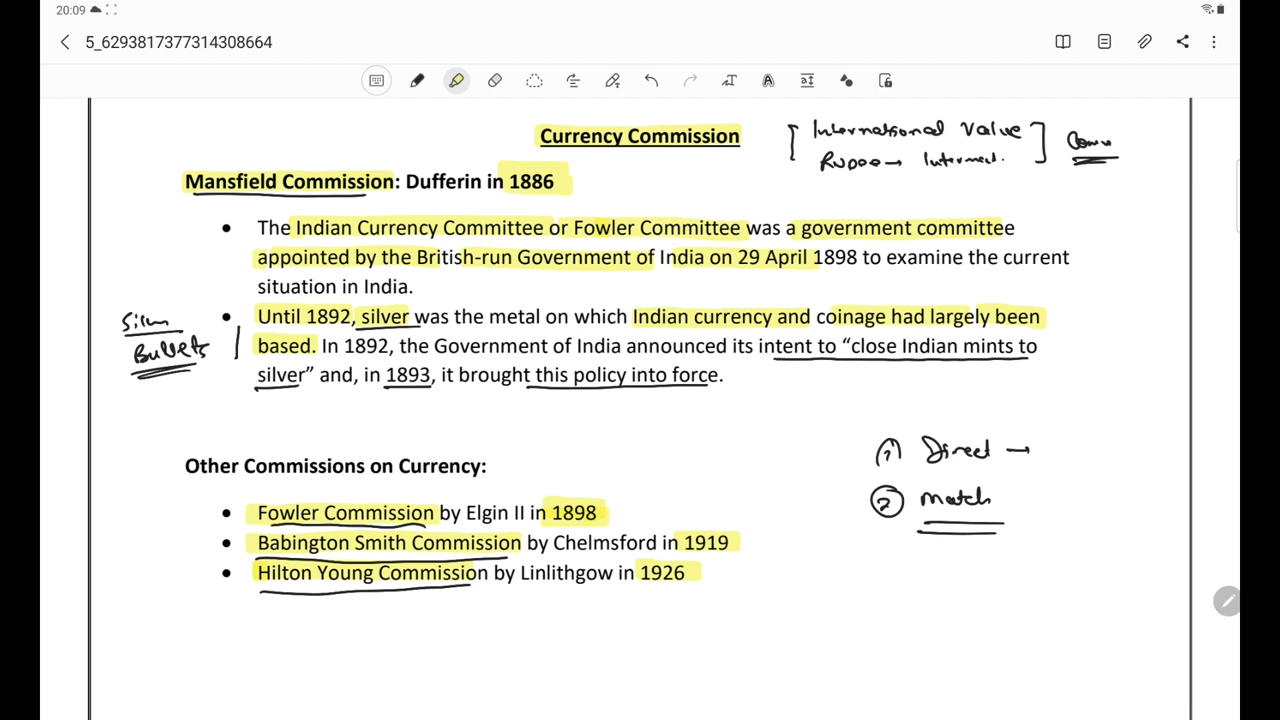 20:09
5_6293817377314308664
Currency Commission
International Value
Rupee → Intermet.
Mansfield Commission: Dufferin in 1886
• The Indian Currency Committee or Fowler Committee was a government committee
appointed by the British-run Government of India on 29 April 1898 to examine the current
situation in India.
• Until 1892, silver was the metal on which Indian currency and coinage had largely been
based. In 1892, the Government of India announced its intent to “close Indian mints to
silver” and, in 1893, it brought this policy into force.
Bullets
Other Commissions on Currency:
① Direct →
② Match
• Fowler Commission by Elgin II in 1898
• Babington Smith Commission by Chelmsford in 1919
• Hilton Young Commission by Linlithgow in 1926